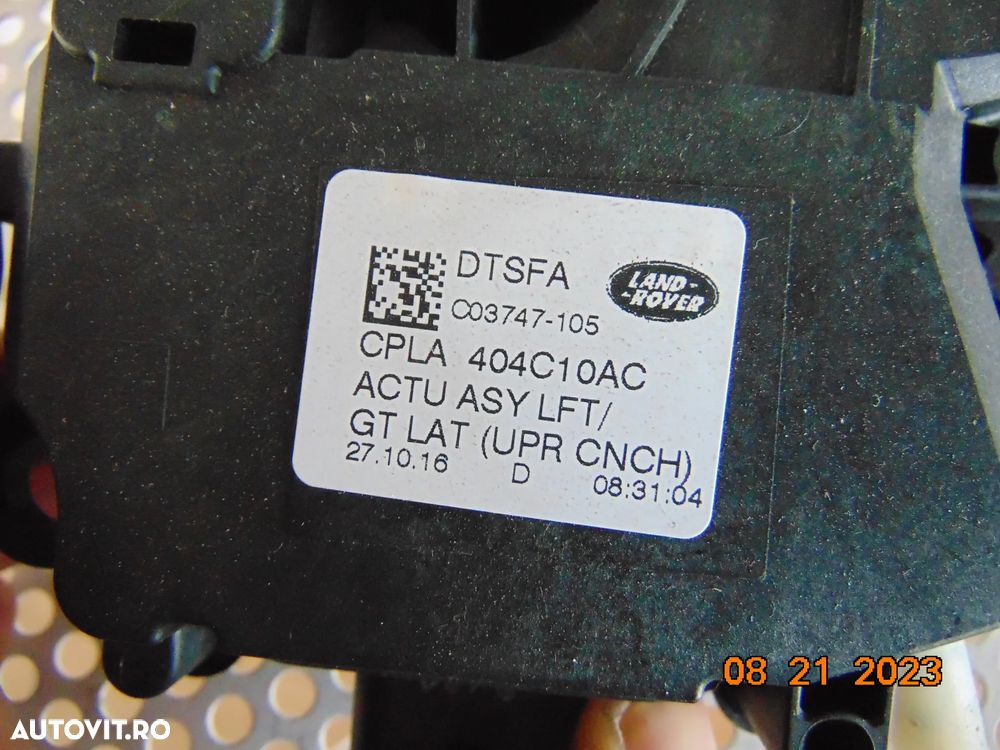 DTSFA
LAND-
-ROVER
C03747-105
CPLA 404C10AC
ACTU ASY LFT/
GT LAT (UPR CNCH)
27.10.16 D 08:31:04
08 21 2023
AUTOVIT.RO